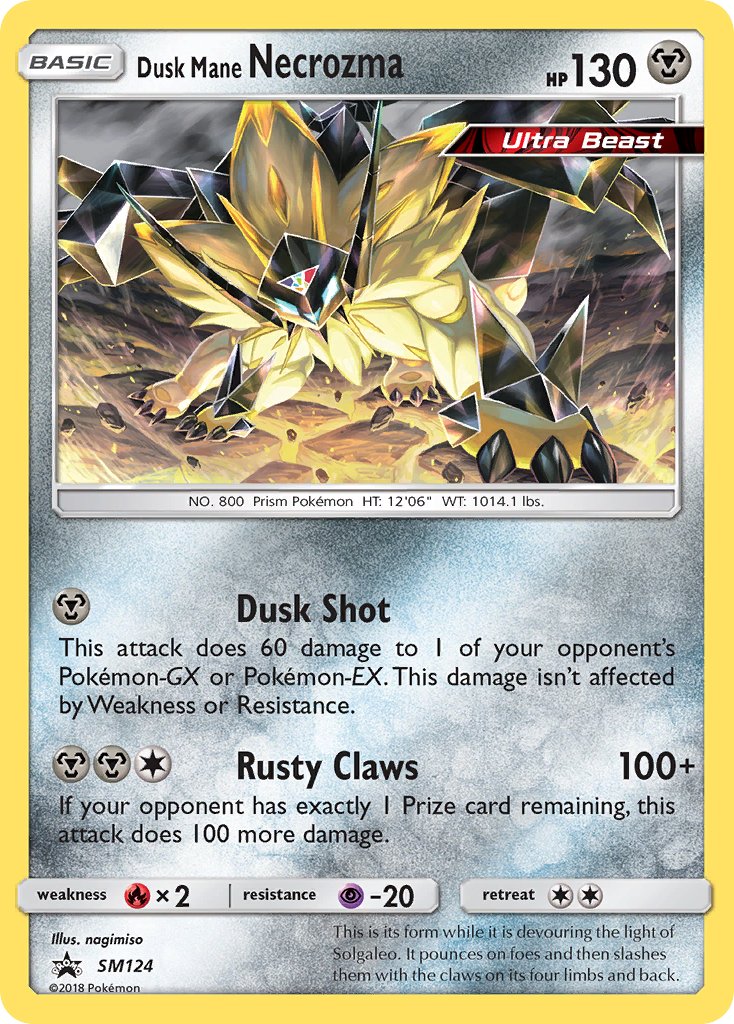 BASIC
Dusk Mane Necrozma
HP 130
Ultra Beast
NO. 800 Prism Pokémon HT: 12'06" WT: 1014.1 lbs.
Dusk Shot
This attack does 60 damage to 1 of your opponent's
Pokémon-GX or Pokémon-EX. This damage isn't affected
by Weakness or Resistance.
Rusty Claws 100+
If your opponent has exactly 1 Prize card remaining, this
attack does 100 more damage.
weakness ×2 resistance -20 retreat
Illus. nagimiso
SM124
©2018 Pokémon
This is its form while it is devouring the light of
Solgaleo. It pounces on foes and then slashes
them with the claws on its four limbs and back.